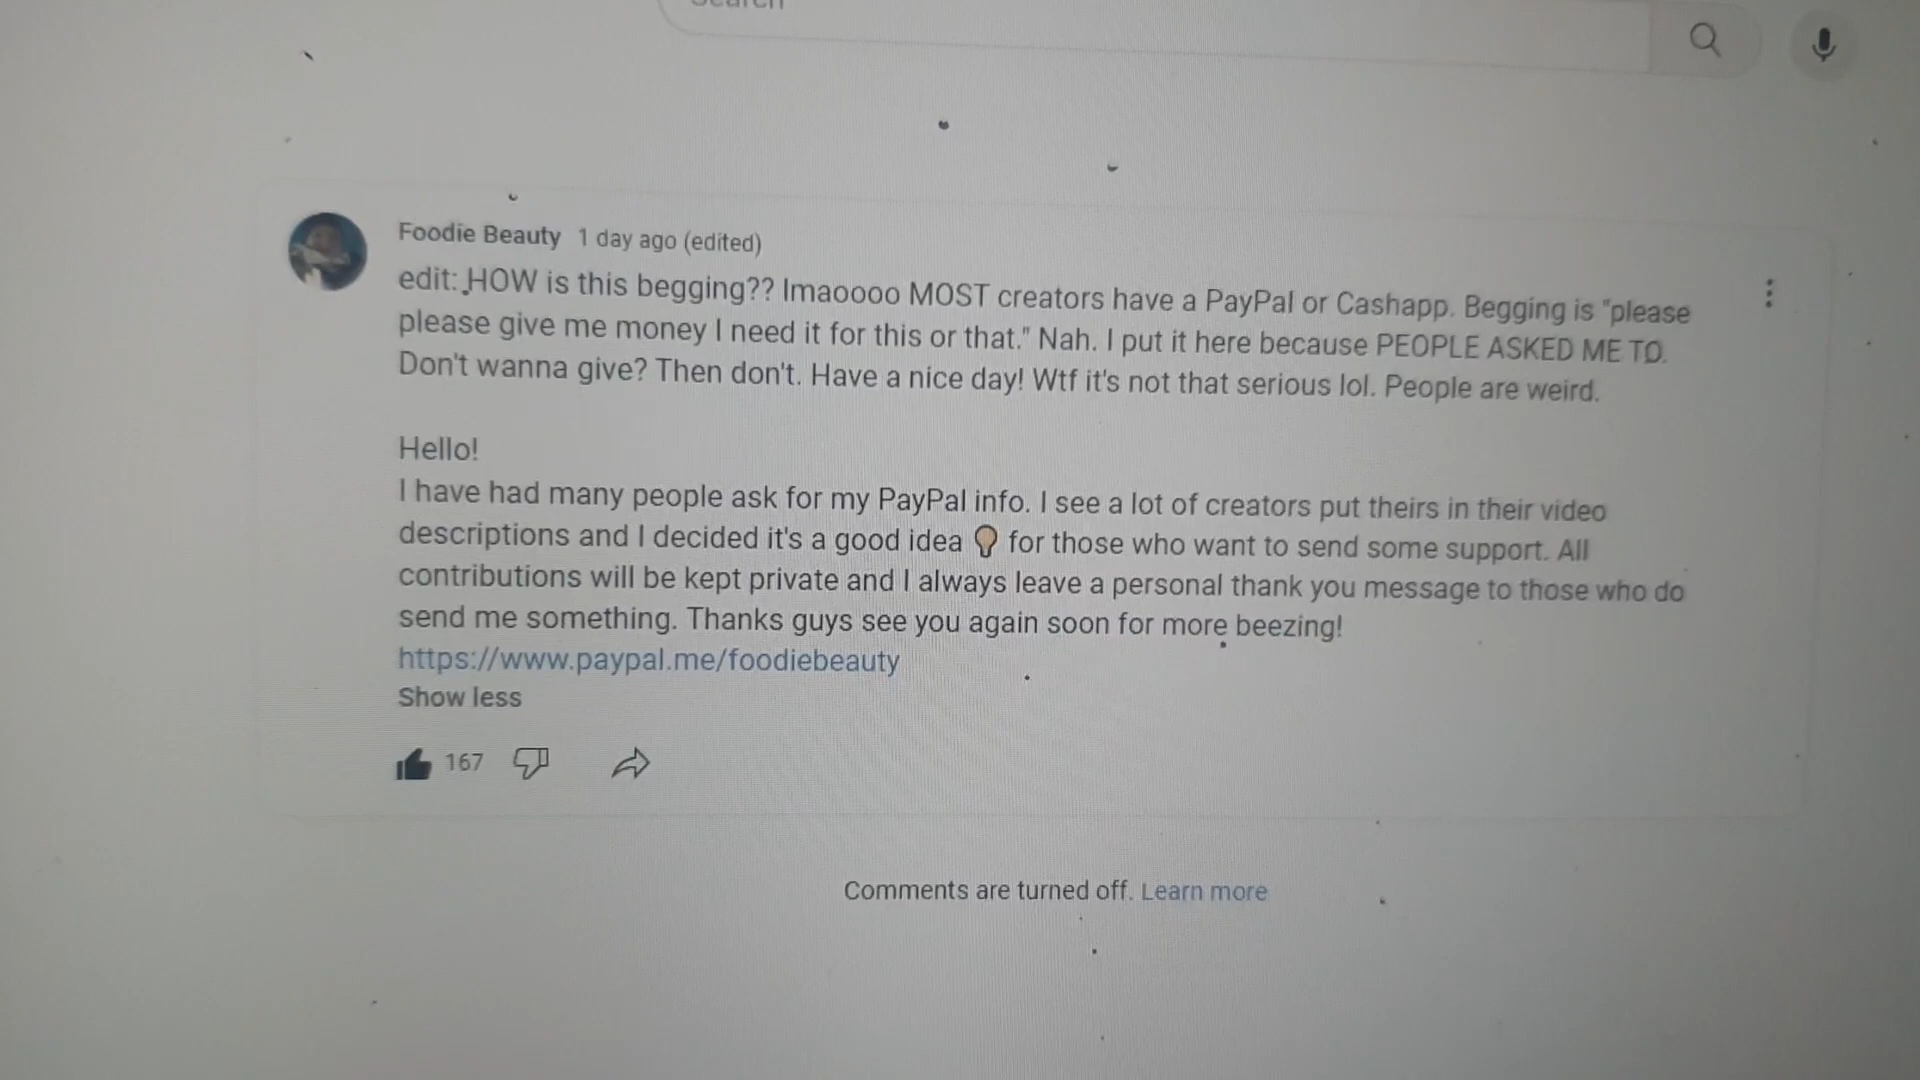 Search
Foodie Beauty 1 day ago (edited)
edit: HOW is this begging?? lmaoooo MOST creators have a PayPal or Cashapp. Begging is "please
please give me money I need it for this or that." Nah. I put it here because PEOPLE ASKED ME TO.
Don't wanna give? Then don't. Have a nice day! Wtf it's not that serious lol. People are weird.
Hello!
I have had many people ask for my PayPal info. I see a lot of creators put theirs in their video
descriptions and I decided it's a good idea 💡 for those who want to send some support. All
contributions will be kept private and I always leave a personal thank you message to those who do
send me something. Thanks guys see you again soon for more beezing!
https://www.paypal.me/foodiebeauty
Show less
167
Comments are turned off. Learn more